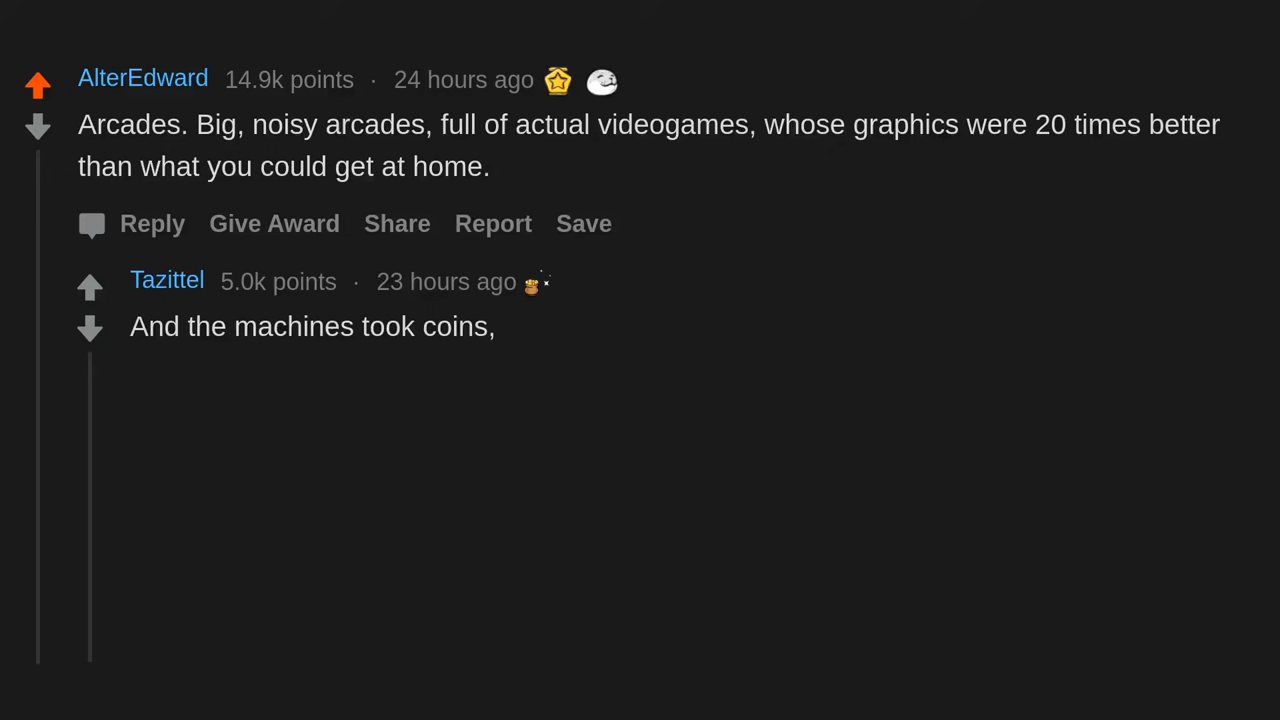 AlterEdward 14.9k points · 24 hours ago
Arcades. Big, noisy arcades, full of actual videogames, whose graphics were 20 times better
than what you could get at home.
Reply Give Award Share Report Save
Tazittel 5.0k points · 23 hours ago
And the machines took coins,